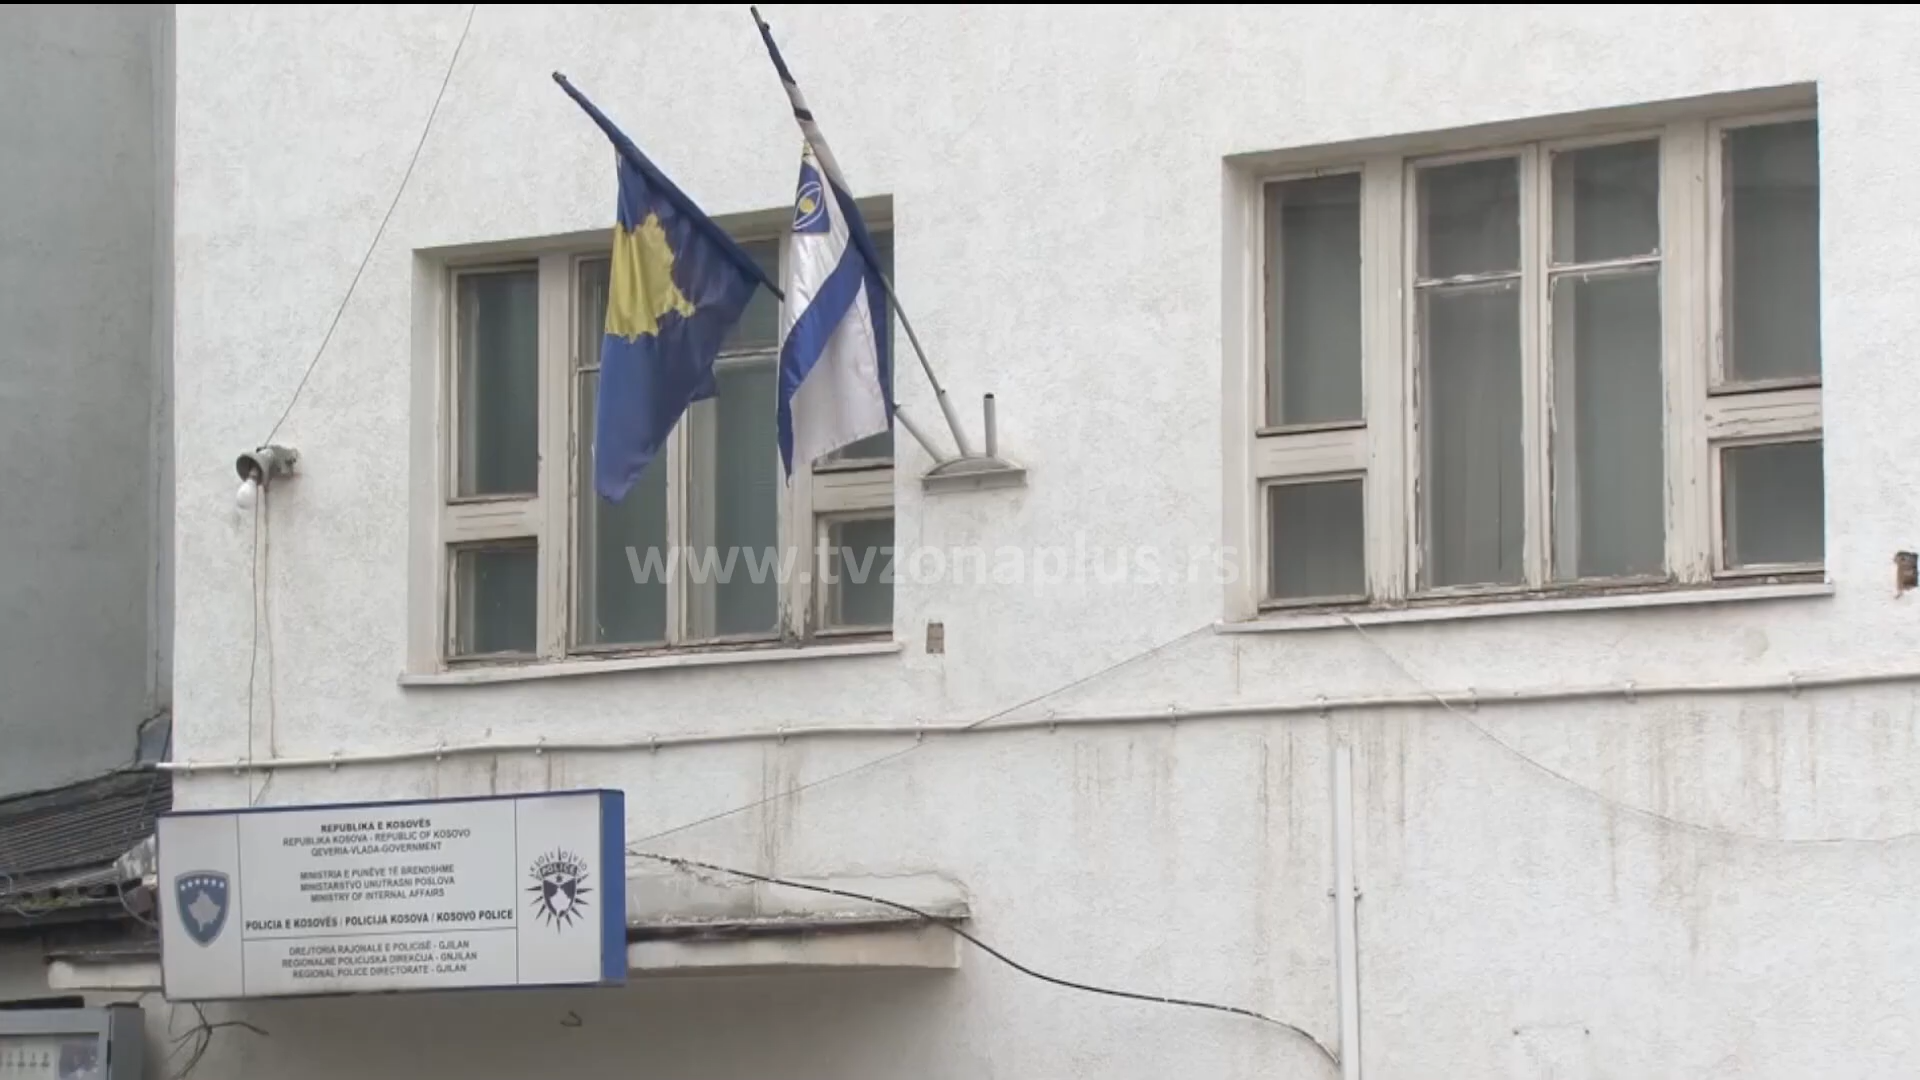 www.tvzonaplus.rs
REPUBLIKA E KOSOVËS
REPUBLIKA KOSOVA - REPUBLIC OF KOSOVO
QEVERIA-VLADA-GOVERNMENT
MINISTRIA E PUNËVE TË BRENDSHME
MINISTARSTVO UNUTRASNI POSLOVA
MINISTRY OF INTERNAL AFFAIRS
POLICIA E KOSOVËS / POLICIJA KOSOVA / KOSOVO POLICE
DREJTORIA RAJONALE E POLICISË - GJILAN
REGIONALNE POLICIJSKA DIREKCIJA - GNJILAN
REGIONAL POLICE DIRECTORATE - GJILAN
POLICE